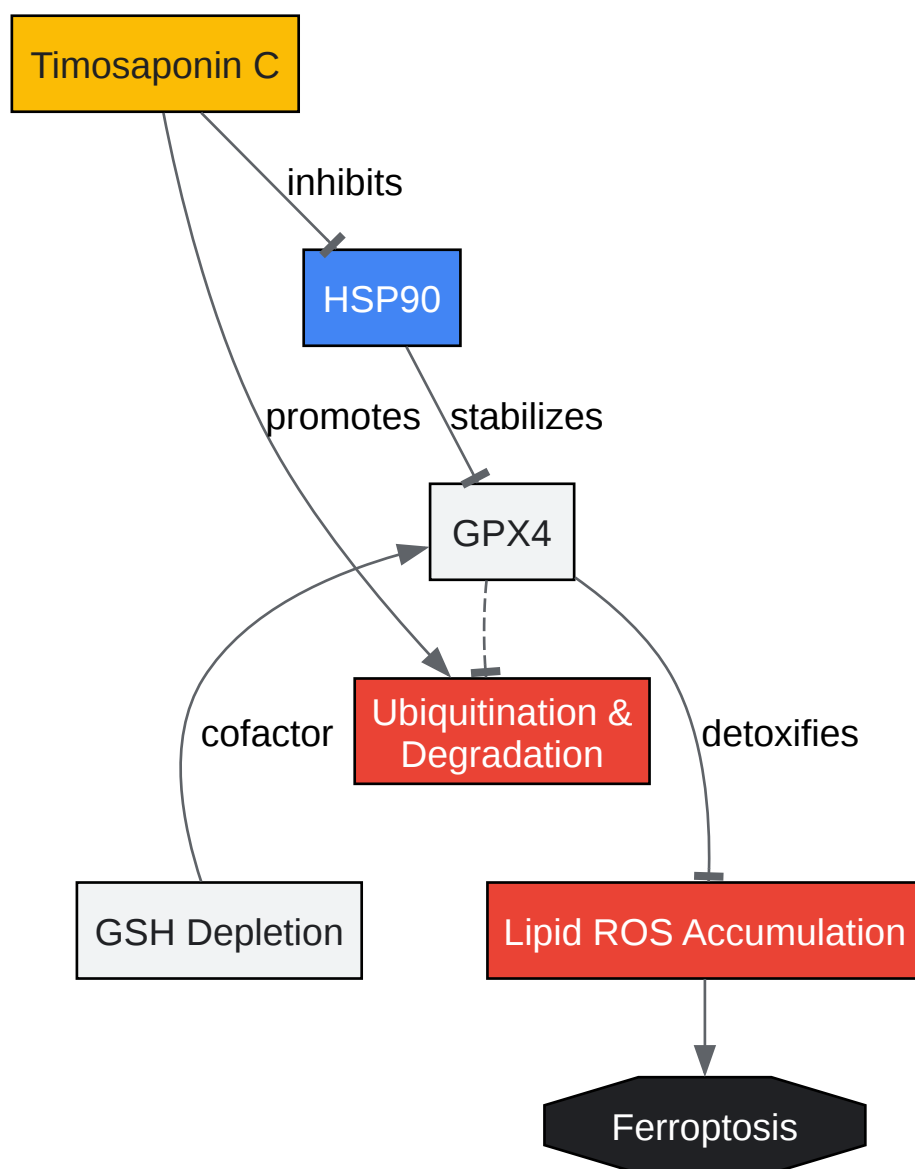 Timosaponin C
inhibits
HSP90
promotes
stabilizes
GPX4
Ubiquitination &
Degradation
cofactor
detoxifies
GSH Depletion
Lipid ROS Accumulation
Ferroptosis